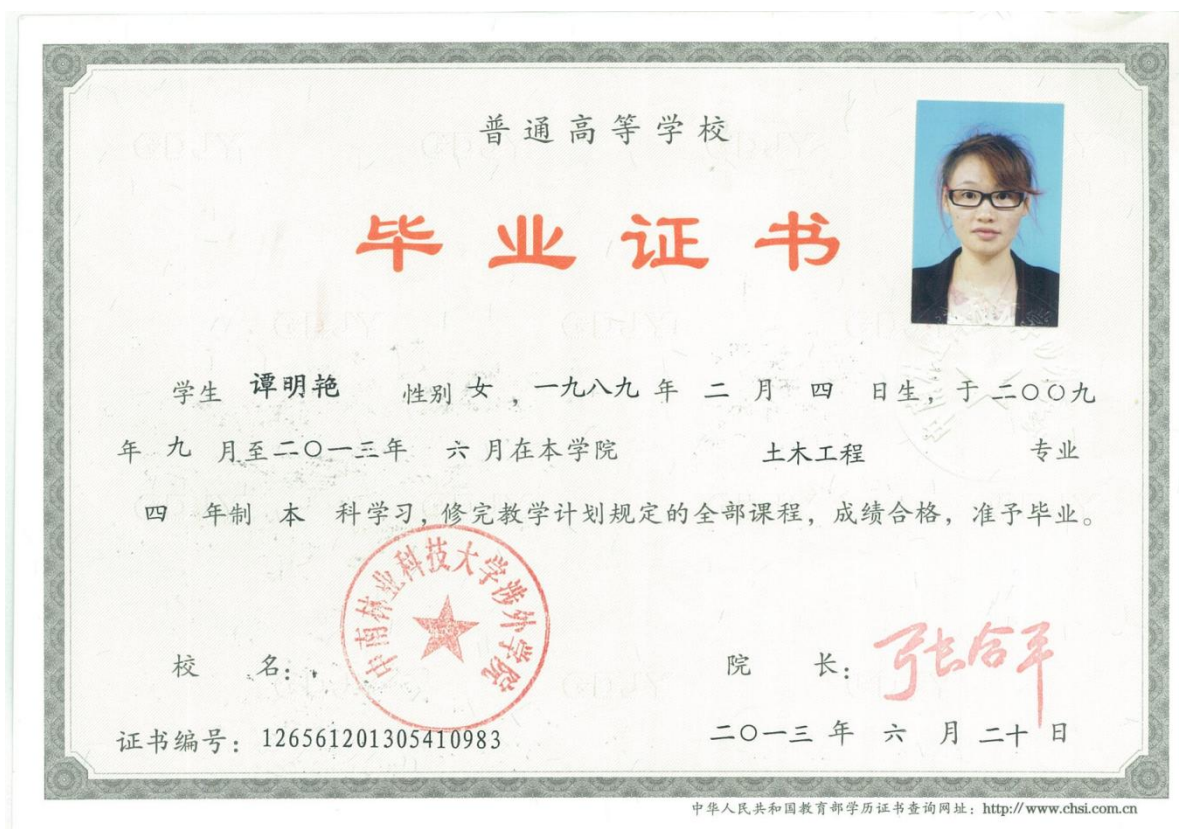 普通高等学校
毕业证书
学生 谭明艳 性别 女，一九八九 年 二 月 四 日生，于 二〇〇九
年 九 月至 二〇一三年 六 月在本学院 土木工程 专业
四 年制 本 科学习，修完教学计划规定的全部课程，成绩合格，准予毕业。
中南林业科技大学涉外学院
校 名： 院 长：张合平
证书编号：126561201305410983 二〇一三 年 六 月 二十 日
中华人民共和国教育部学历证书查询网址：http://www.chsi.com.cn